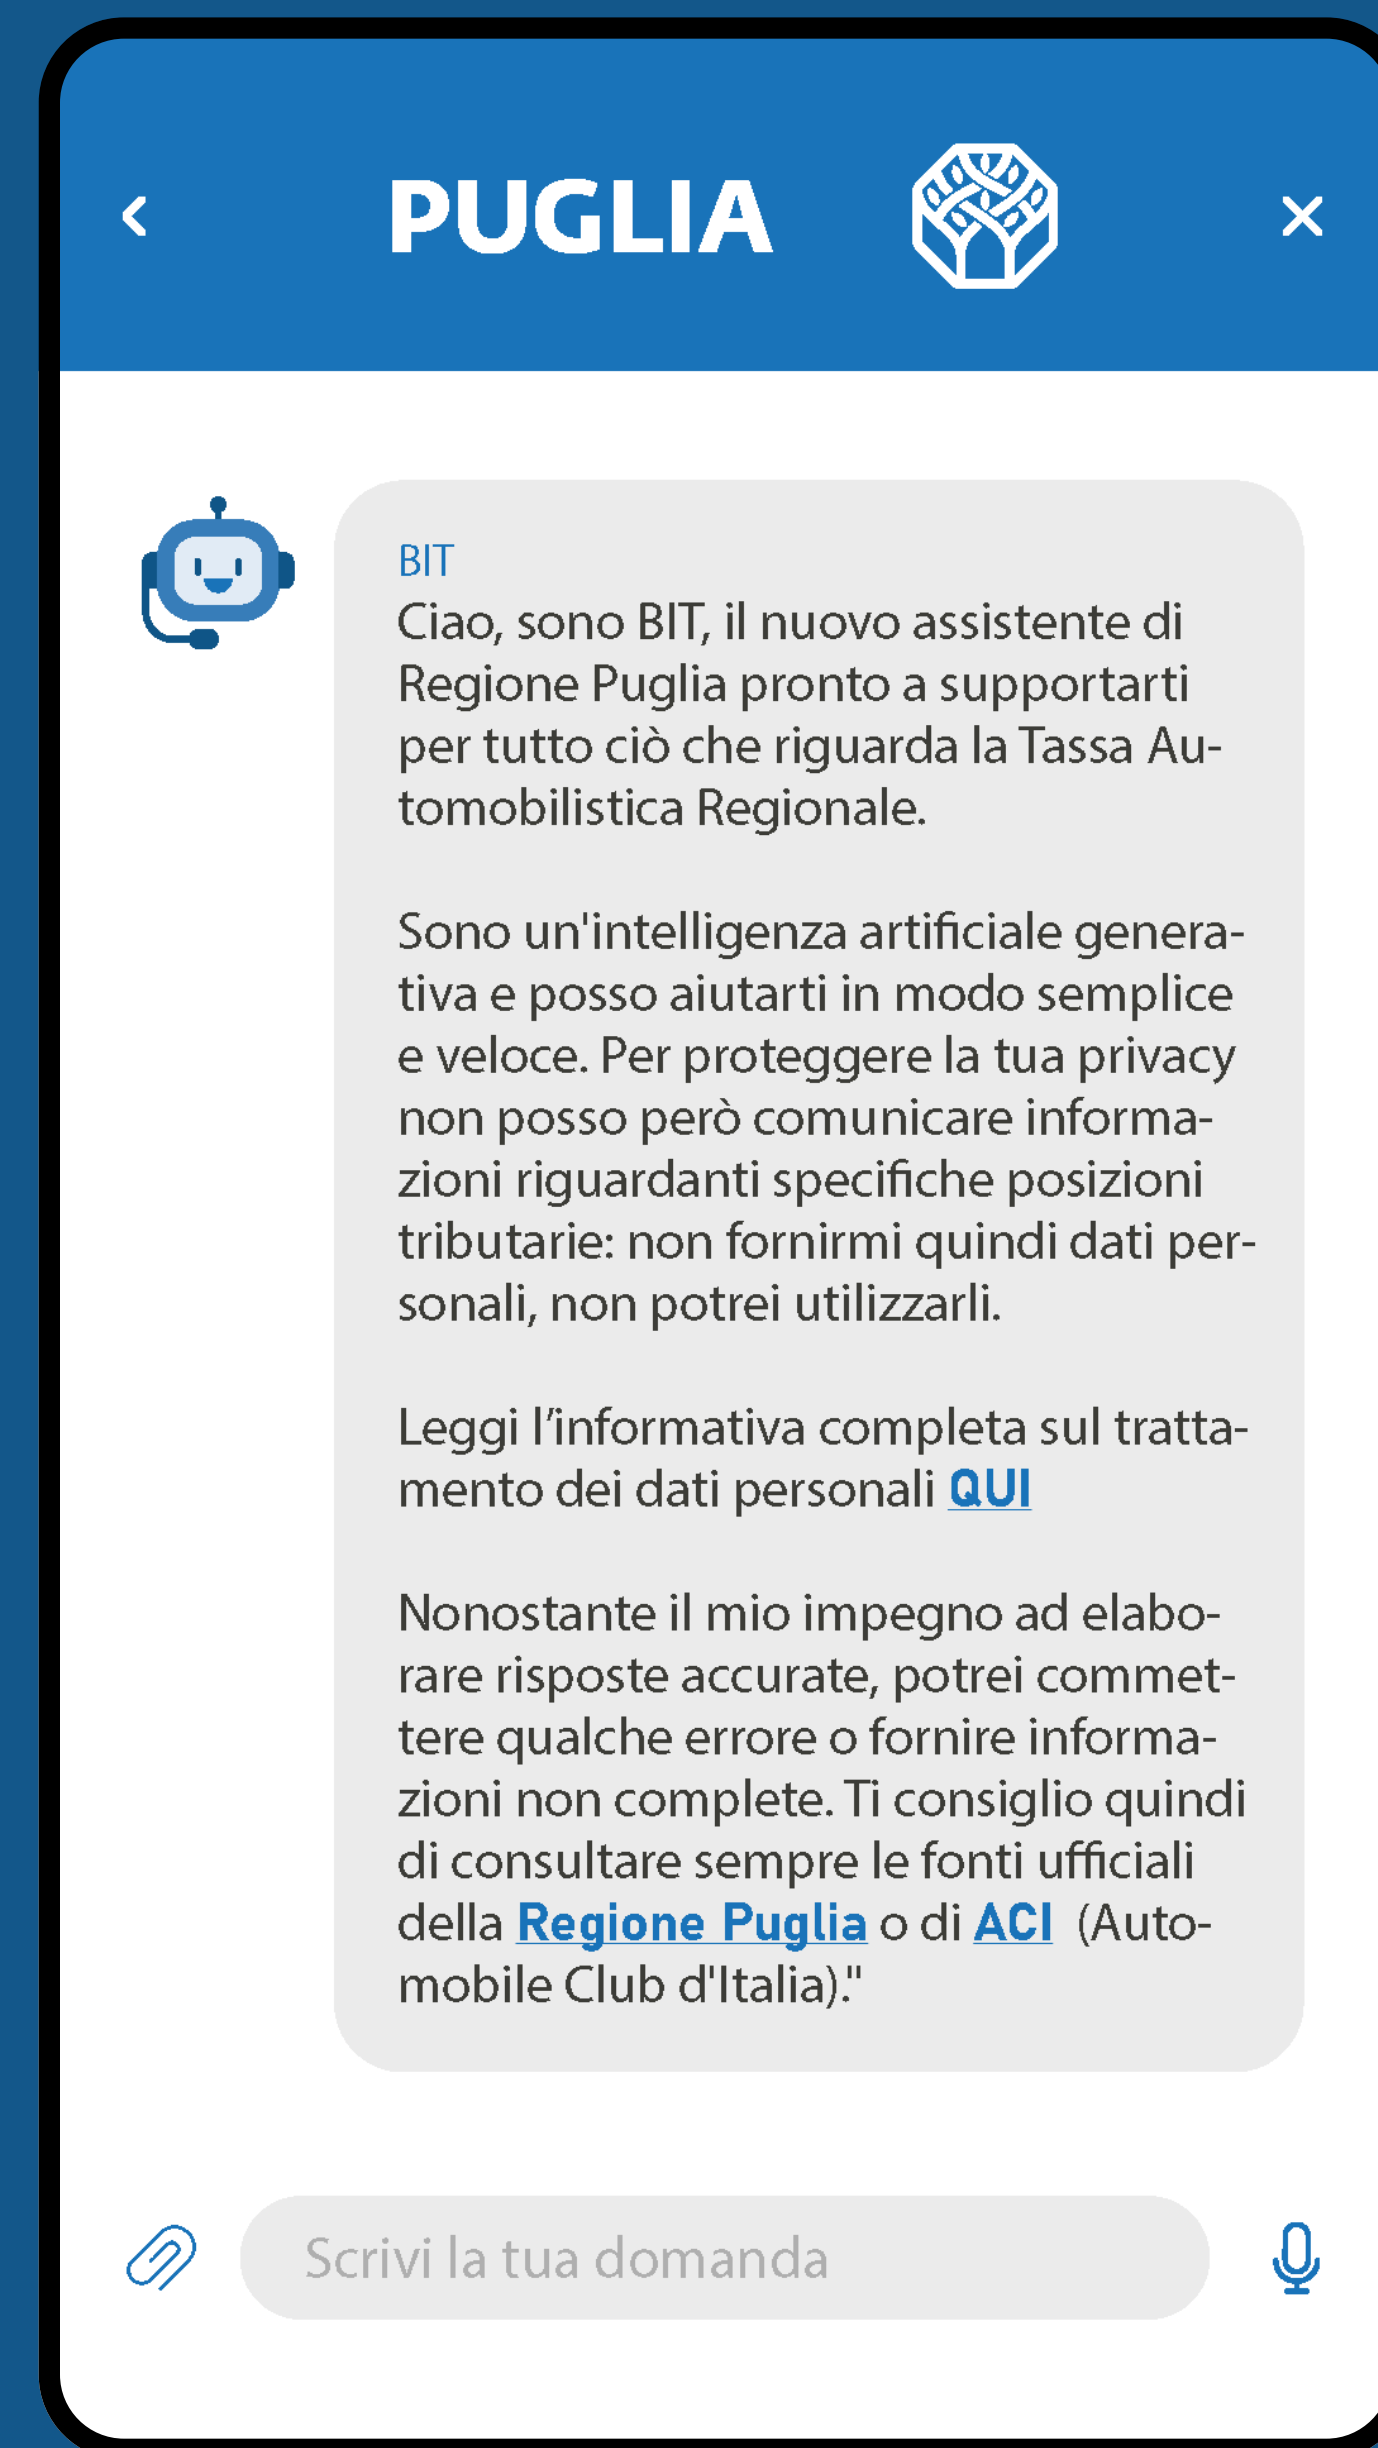 PUGLIA
BIT
Ciao, sono BIT, il nuovo assistente di
Regione Puglia pronto a supportarti
per tutto ciò che riguarda la Tassa Au-
tomobilistica Regionale.
Sono un'intelligenza artificiale genera-
tiva e posso aiutarti in modo semplice
e veloce. Per proteggere la tua privacy
non posso però comunicare informa-
zioni riguardanti specifiche posizioni
tributarie: non fornirmi quindi dati per-
sonali, non potrei utilizzarli.
Leggi l’informativa completa sul tratta-
mento dei dati personali QUI
Nonostante il mio impegno ad elabo-
rare risposte accurate, potrei commet-
tere qualche errore o fornire informa-
zioni non complete. Ti consiglio quindi
di consultare sempre le fonti ufficiali
della Regione Puglia o di ACI (Auto-
mobile Club d'Italia)."
Scrivi la tua domanda